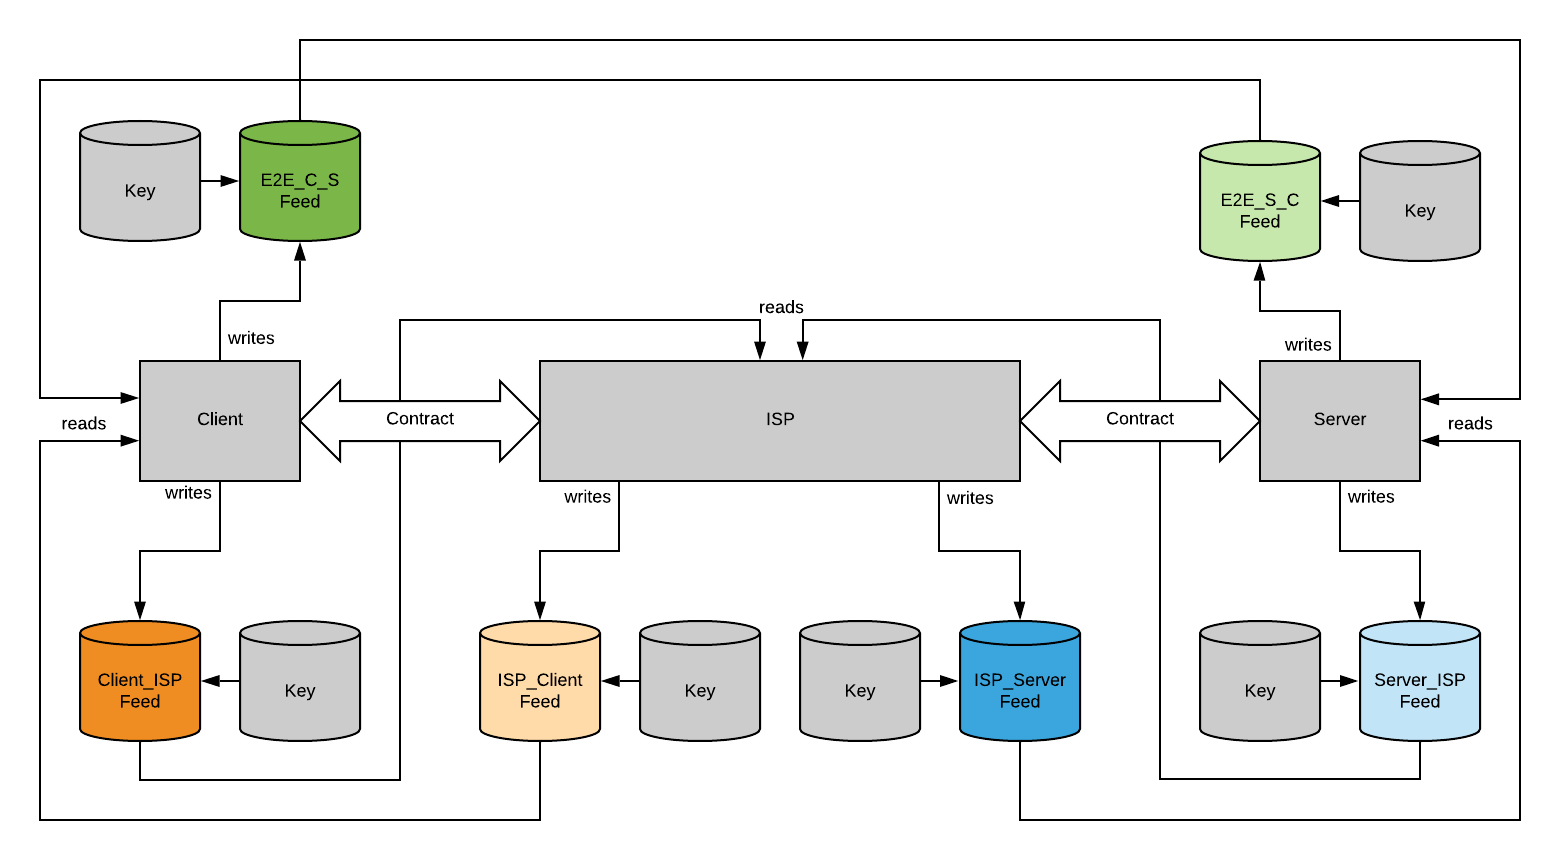 Key
E2E_C_S
Feed
E2E_S_C
Feed
Key
reads
writes
writes
Client
Contract
ISP
Contract
Server
reads
reads
writes
writes
writes
writes
Client_ISP
Feed
Key
ISP_Client
Feed
Key
Key
ISP_Server
Feed
Key
Server_ISP
Feed